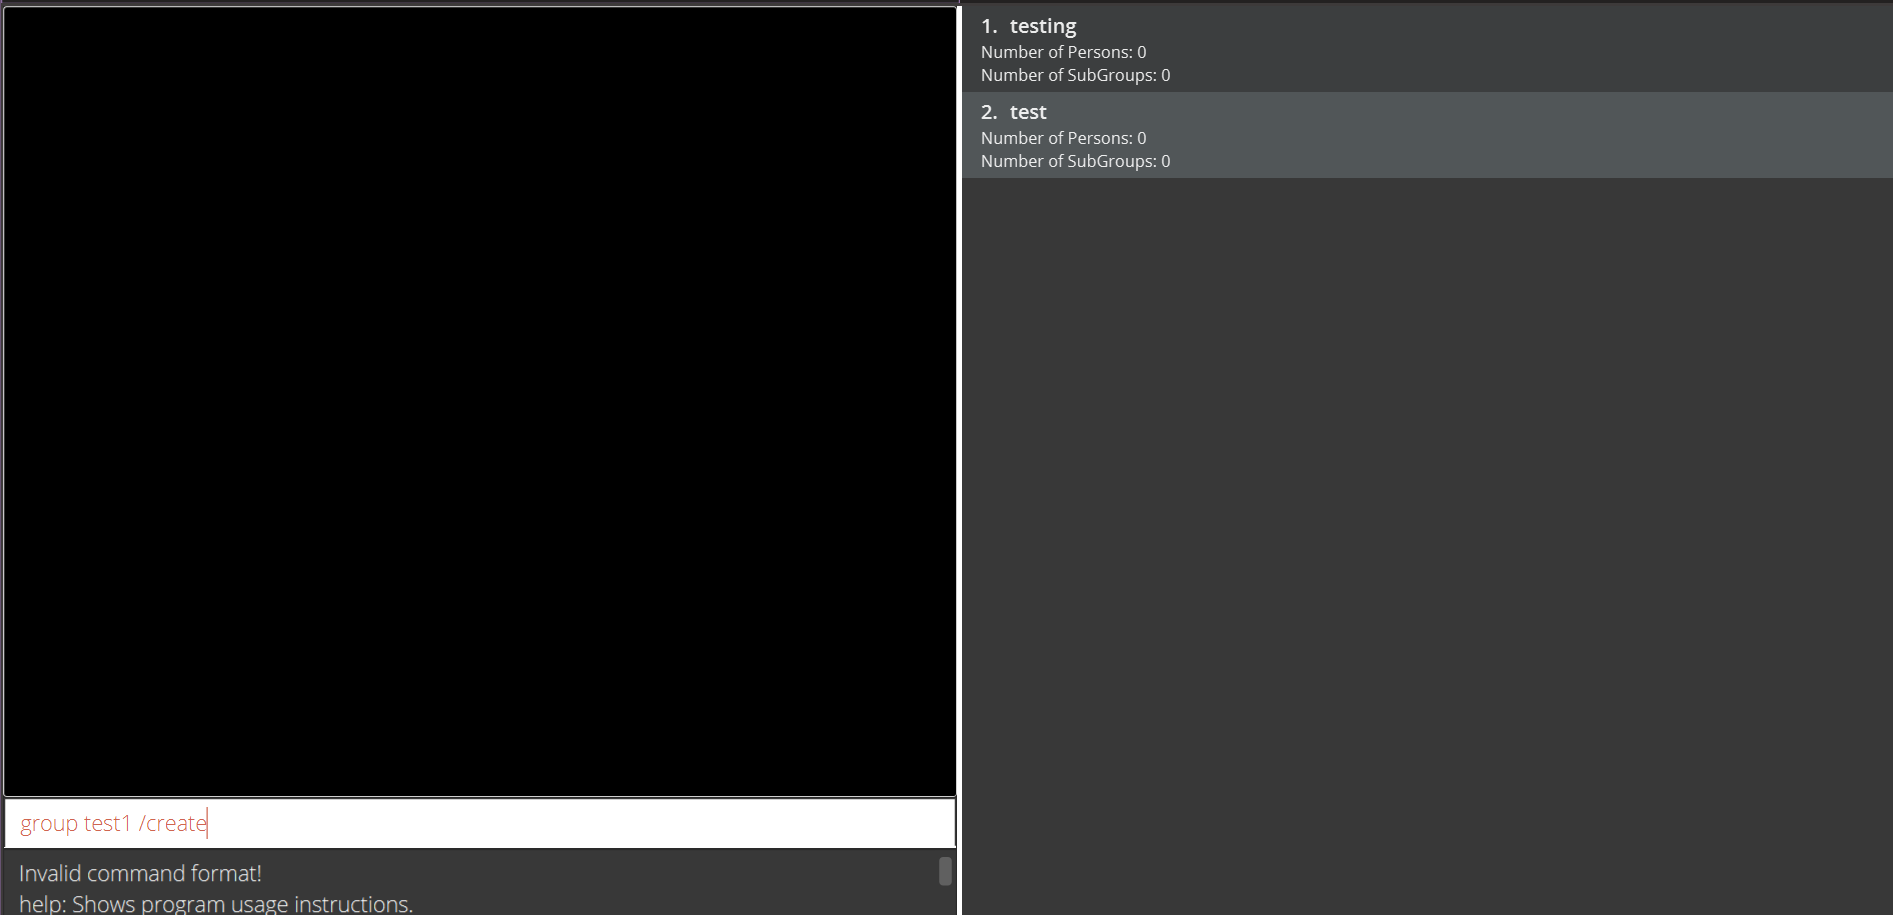 group test1 /create
Invalid command format!
help: Shows program usage instructions.
1. testing
Number of Persons: 0
Number of SubGroups: 0
2. test
Number of Persons: 0
Number of SubGroups: 0